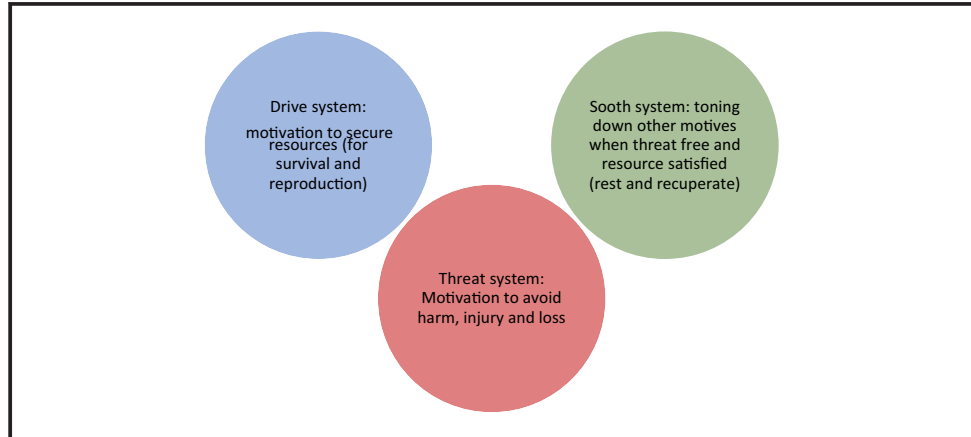 Drive system:
motivation to secure
resources (for
survival and
reproduction)
Sooth system: toning
down other motives
when threat free and
resource satisfied
(rest and recuperate)
Threat system:
Motivation to avoid
harm, injury and loss